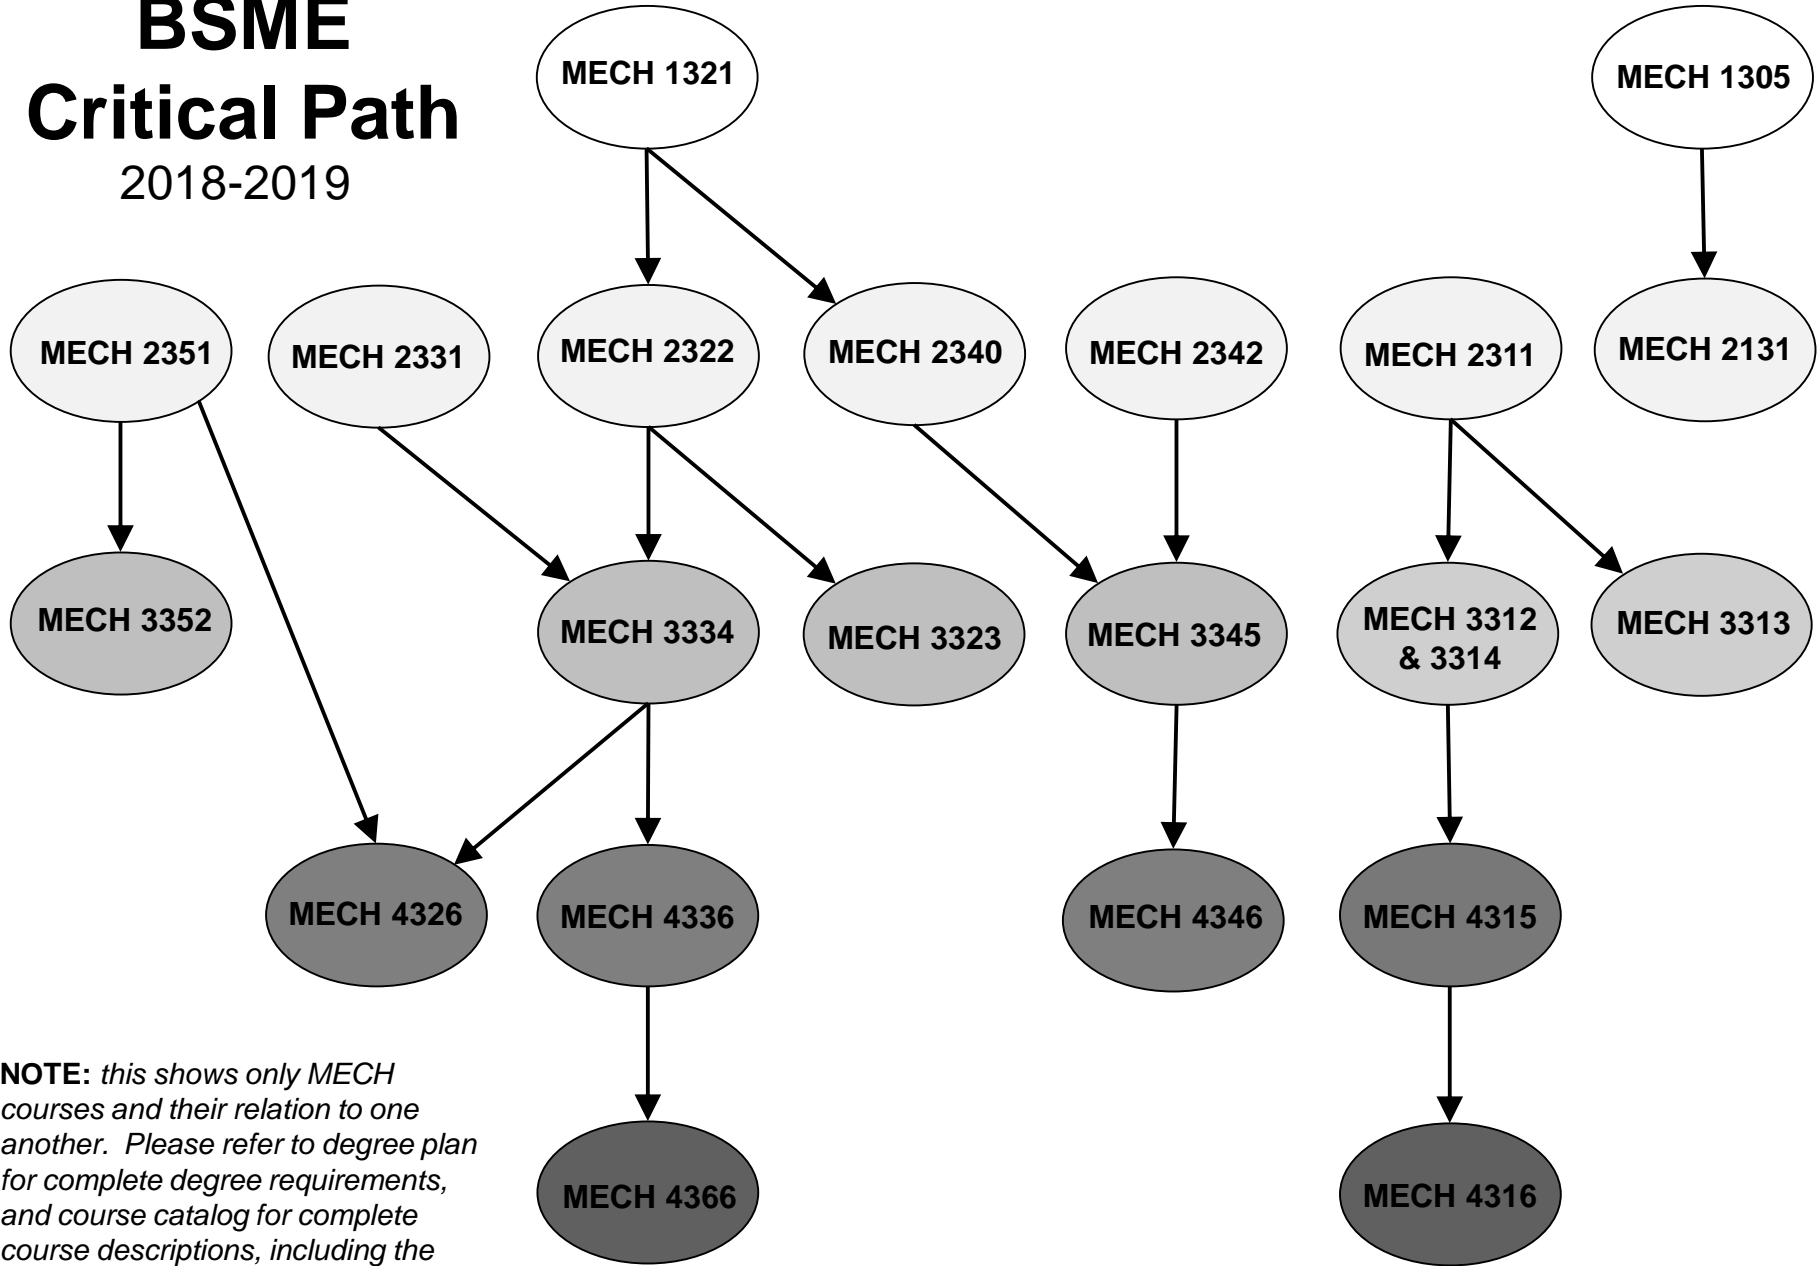 BSME
Critical Path
2018-2019
MECH 1321
MECH 1305
MECH 2351
MECH 2331
MECH 2322
MECH 2340
MECH 2342
MECH 2311
MECH 2131
MECH 3352
MECH 3334
MECH 3323
MECH 3345
MECH 3312
& 3314
MECH 3313
MECH 4326
MECH 4336
MECH 4346
MECH 4315
MECH 4366
MECH 4316
NOTE: this shows only MECH
courses and their relation to one
another. Please refer to degree plan
for complete degree requirements,
and course catalog for complete
course descriptions, including the